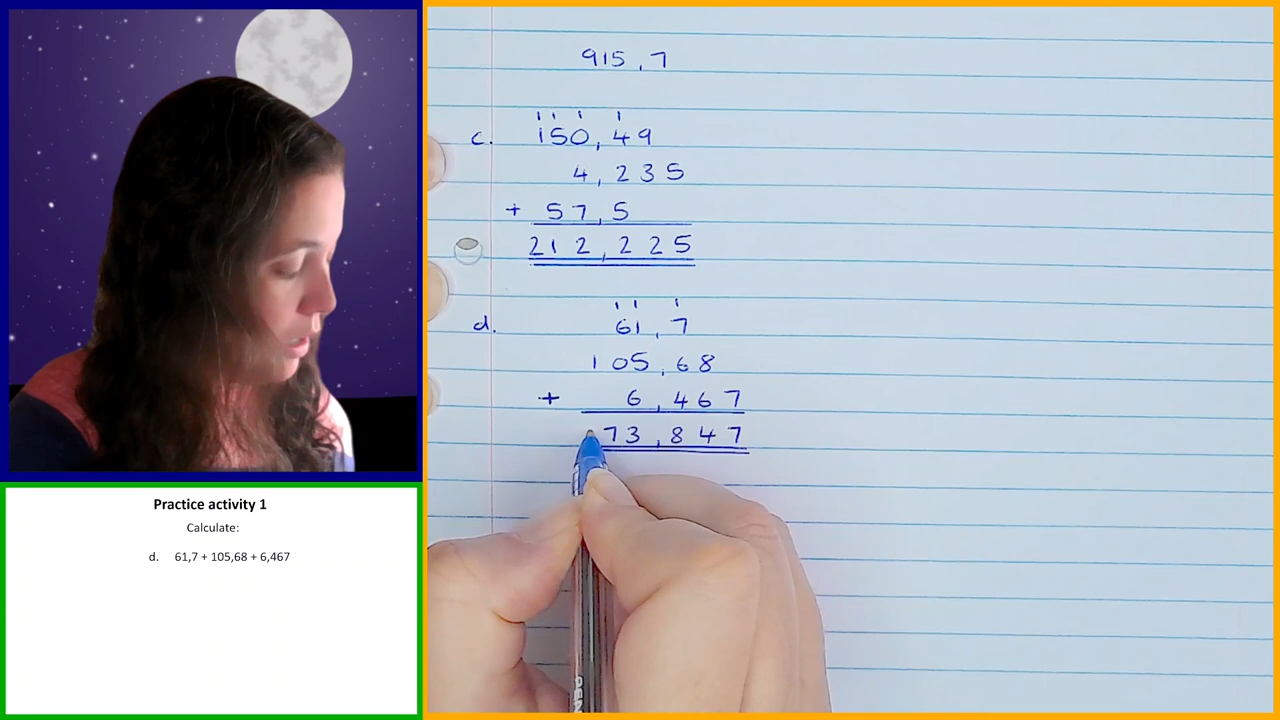 Practice activity 1
Calculate:
d. 61,7 + 105,68 + 6,467
915,7
c. 150,49
4,235
+ 57,5
212,225
d. 61,7
105,68
+ 6,467
73,847